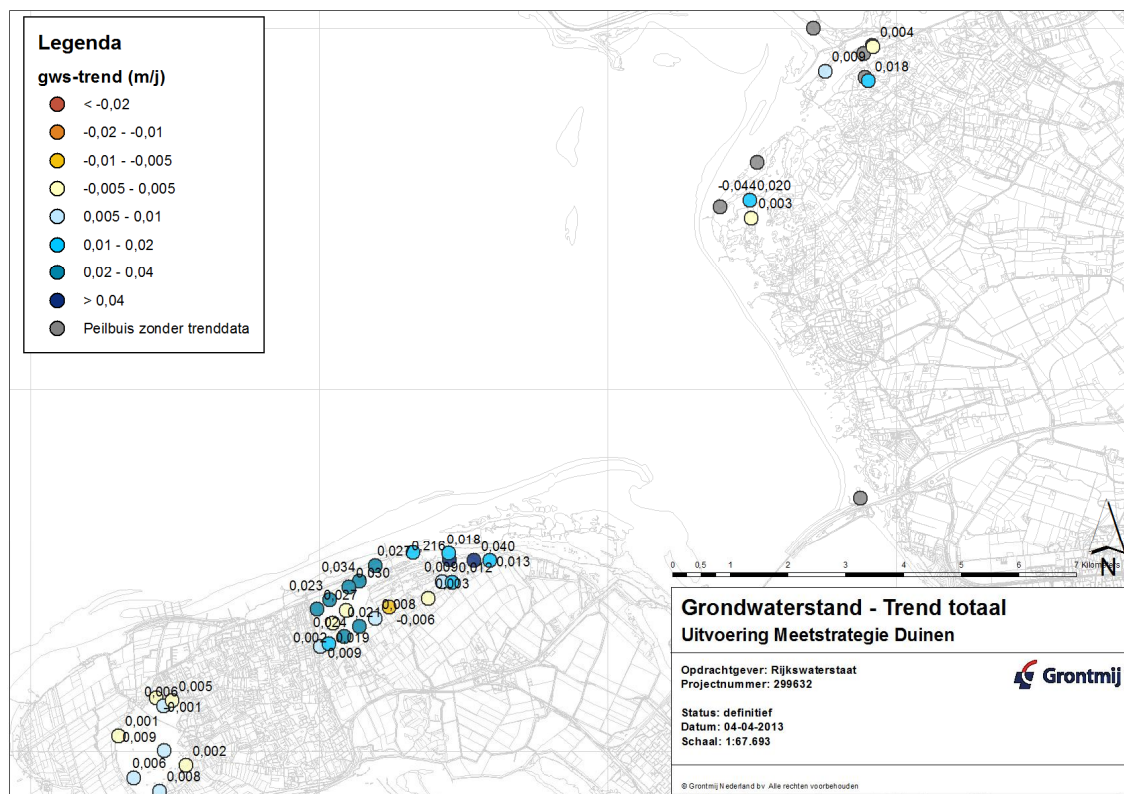 Legenda
gws-trend (m/j)
< -0,02
-0,02 - -0,01
-0,01 - -0,005
-0,005 - 0,005
0,005 - 0,01
0,01 - 0,02
0,02 - 0,04
> 0,04
Peilbuis zonder trenddata
0,004
0,009
0,018
-0,044
0,020
0,003
0,018
0,216
0,040
0,027
0,013
0,034
0,009
0,012
0,030
0,003
0,023
0,027
0,008
0,021
-0,006
0,024
0,002
0,019
0,009
0,005
0,006
-0,001
0,001
0,009
0,002
0,006
0,008
0 0,5 1 2 3 4 5 6 7 Kilometers
N
Grondwaterstand - Trend totaal
Uitvoering Meetstrategie Duinen
Opdrachtgever: Rijkswaterstaat
Projectnummer: 299632
Grontmij
Status: definitief
Datum: 04-04-2013
Schaal: 1:67.693
© Grontmij Nederland bv Alle rechten voorbehouden